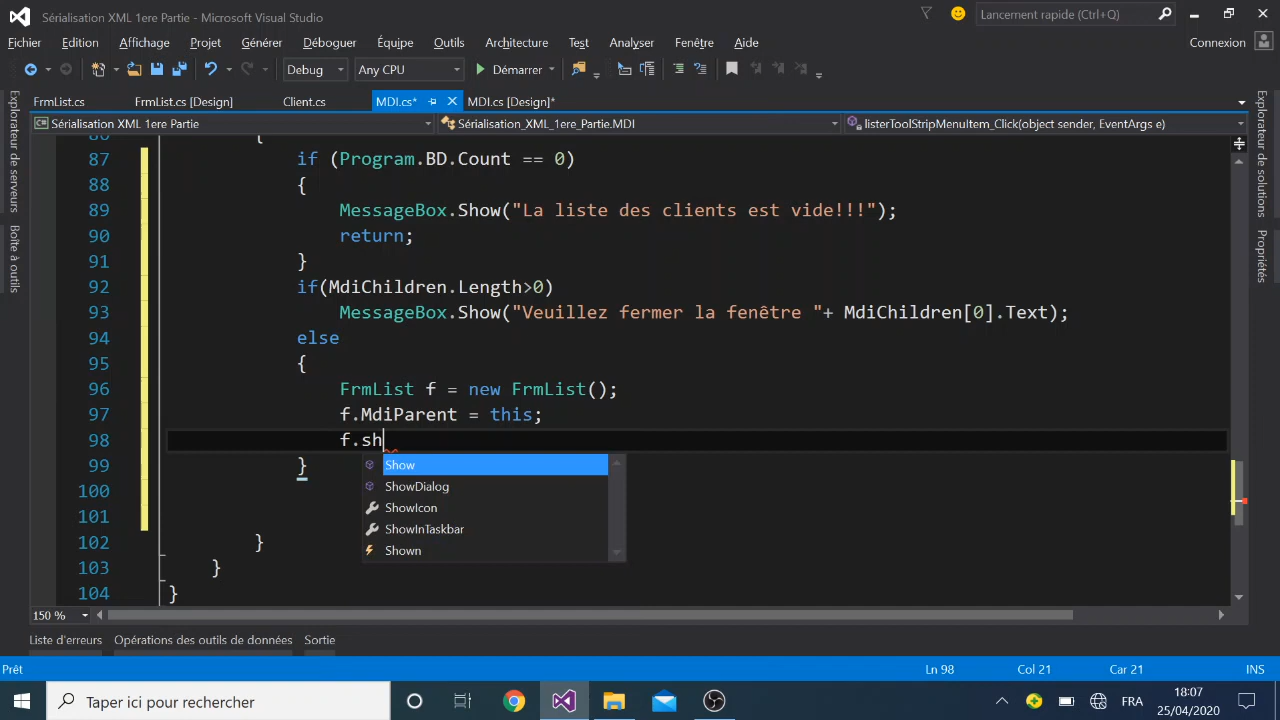 Sérialisation XML 1ere Partie - Microsoft Visual Studio
Lancement rapide (Ctrl+Q)
Fichier Edition Affichage Projet Générer Déboguer Équipe Outils Architecture Test Analyser Fenêtre Aide
Connexion
Debug Any CPU Démarrer
FrmList.cs FrmList.cs [Design] Client.cs MDI.cs* MDI.cs [Design]*
Sérialisation XML 1ere Partie Sérialisation_XML_1ere_Partie.MDI listerToolStripMenuItem_Click(object sender, EventArgs e)
Explorateur de serveurs
Boîte à outils
Explorateur de solutions
Propriétés
86 {
87 if (Program.BD.Count == 0)
88 {
89 MessageBox.Show("La liste des clients est vide!!!");
90 return;
91 }
92 if(MdiChildren.Length>0)
93 MessageBox.Show("Veuillez fermer la fenêtre "+ MdiChildren[0].Text);
94 else
95 {
96 FrmList f = new FrmList();
97 f.MdiParent = this;
98 f.sh
Show
99 }
ShowDialog
100
ShowIcon
101
ShowInTaskbar
102 }
Shown
103 }
104 }
150 %
Liste d'erreurs Opérations des outils de données Sortie
Prêt Ln 98 Col 21 Car 21 INS
Taper ici pour rechercher
FRA
18:07
25/04/2020